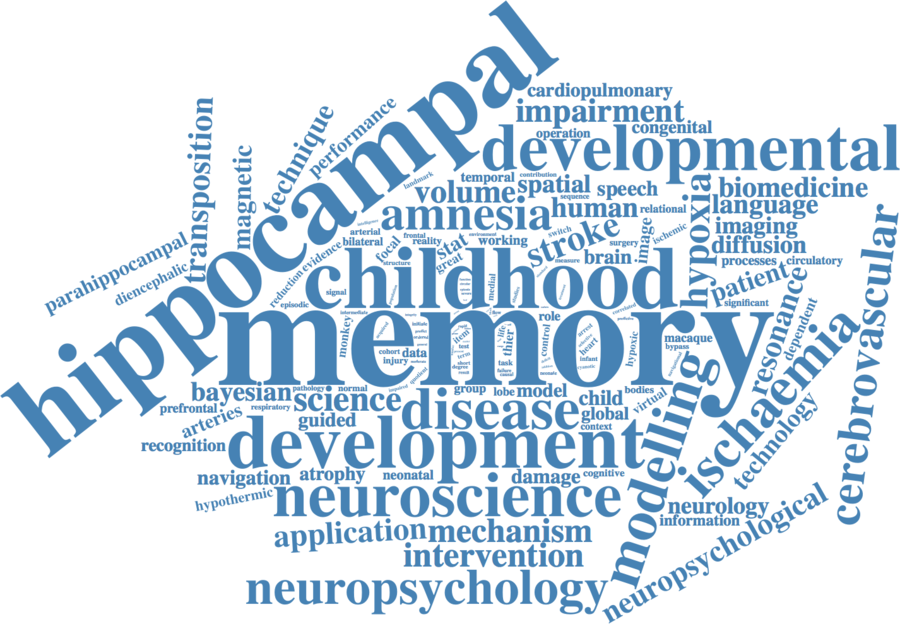 hippocampal
cardiopulmonary
impairment
operation
congenital
developmental
transposition
magnetic
technique
performance
landmark
temporal
contribution
volume
spatial
sequence
speech
biomedicine
amnesia
human
relational
language
hypoxia
imaging
diffusion
image
ischemic
stroke
switch
surgery
brain
measure
arterial
bilateral
focal
frontal
reality
stat
great
environment
working
processes
circulatory
parahippocampal
diencephalic
reduction
evidence
structure
signal
episodic
childhood
medial
patient
significant
resonance
dependent
cerebrovascular
memory
intermediate
monkey
cohort
injury
data
item
test
term
short
degree
life
thier
task
failure
flow
role
control
arrest
heart
infant
hypoxic
macaque
bypass
bayesian
pathology
normal
respiratory
prefrontal
arteries
science
guided
group
lobe
model
bodies
child
virtual
global
context
disease
modelling
ischaemia
technology
recognition
development
navigation
atrophy
neonatal
damage
cognitive
hypothermic
neuroscience
neurology
information
application
mechanism
intervention
neuropsychology
neuropsychological